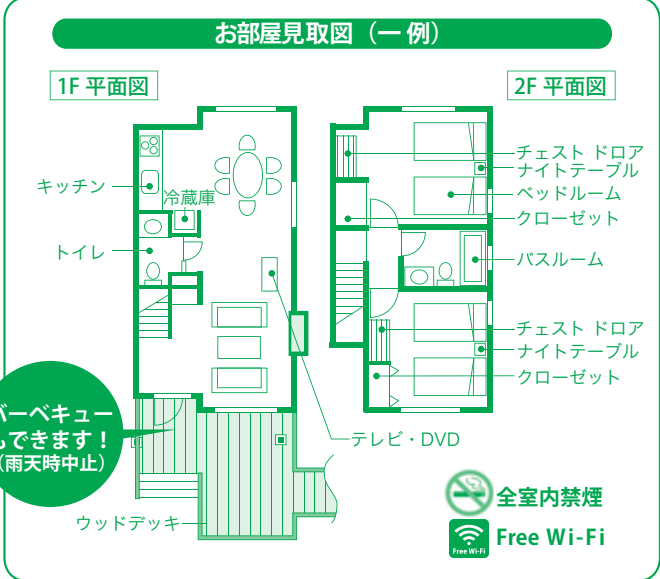 お部屋見取図（一 例）
1F 平面図
2F 平面図
キッチン
冷蔵庫
トイレ
チェスト ドロア
ナイトテーブル
ベッドルーム
クローゼット
バスルーム
チェスト ドロア
ナイトテーブル
クローゼット
バーベキュー
もできます！
（雨天時中止）
テレビ・DVD
ウッドデッキ
全室内禁煙
Free Wi-Fi
Free Wi-Fi